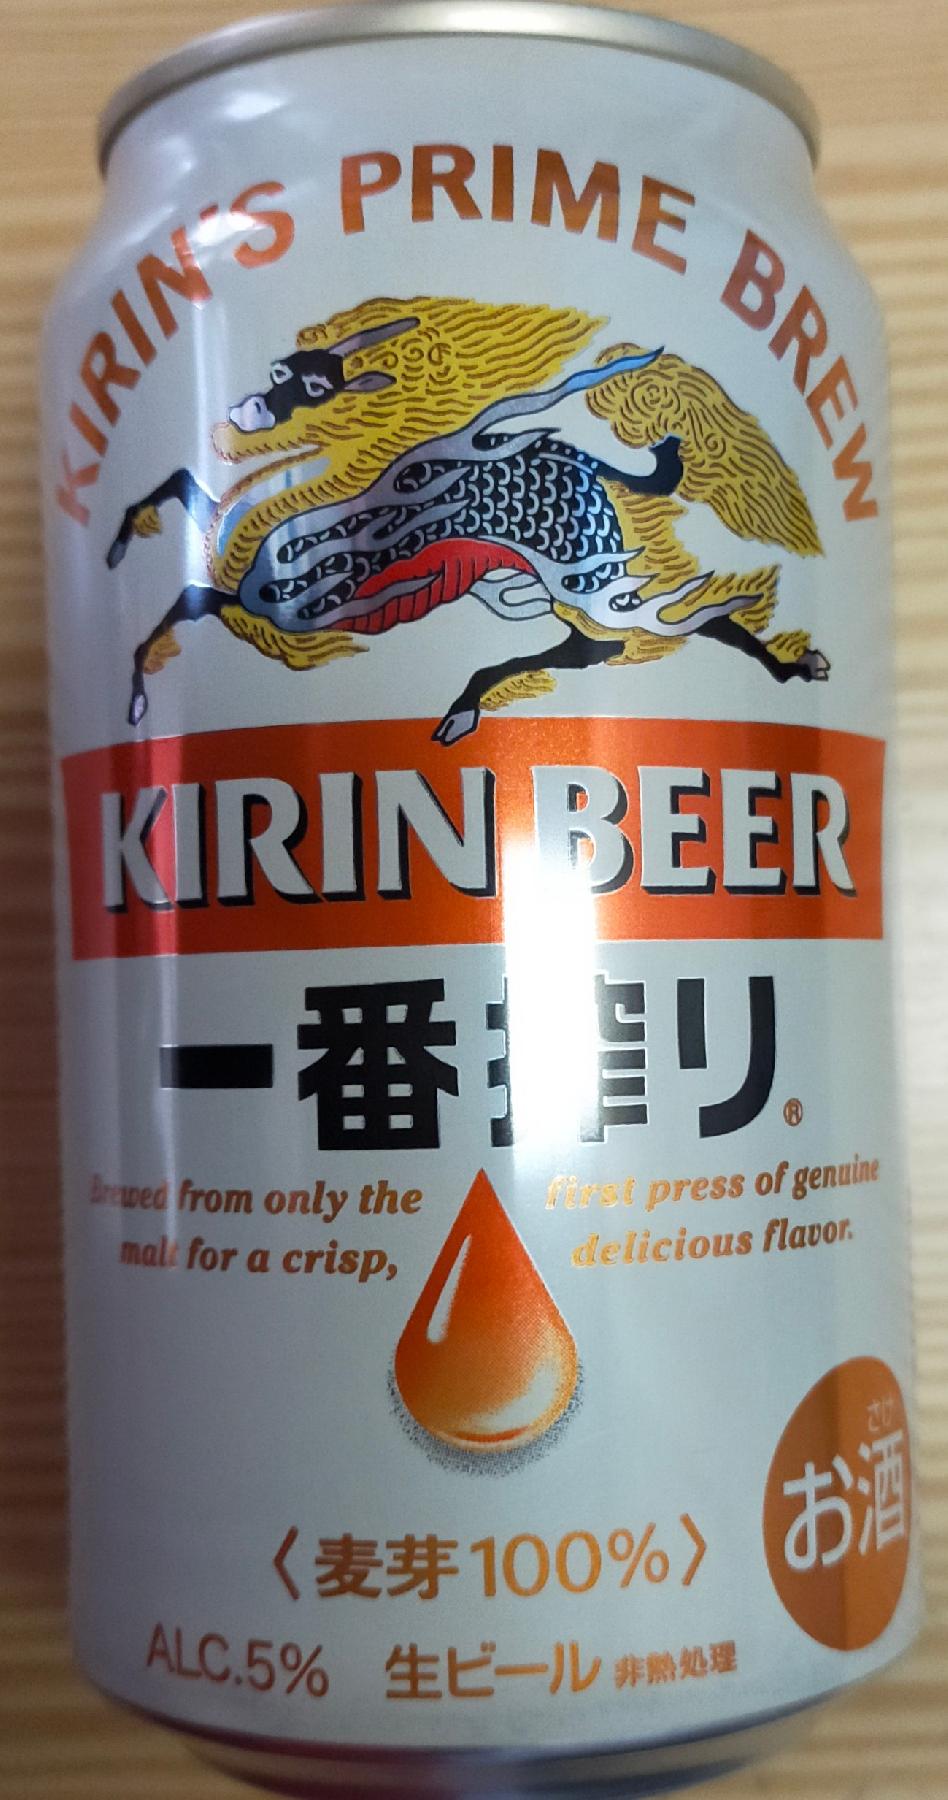 KIRIN'S PRIME BREW
KIRIN BEER
一番搾り®
Brewed from only the first press of genuine
malt for a crisp, delicious flavor.
さけ
お酒
〈麦芽100%〉
ALC.5% 生ビール 非熱処理